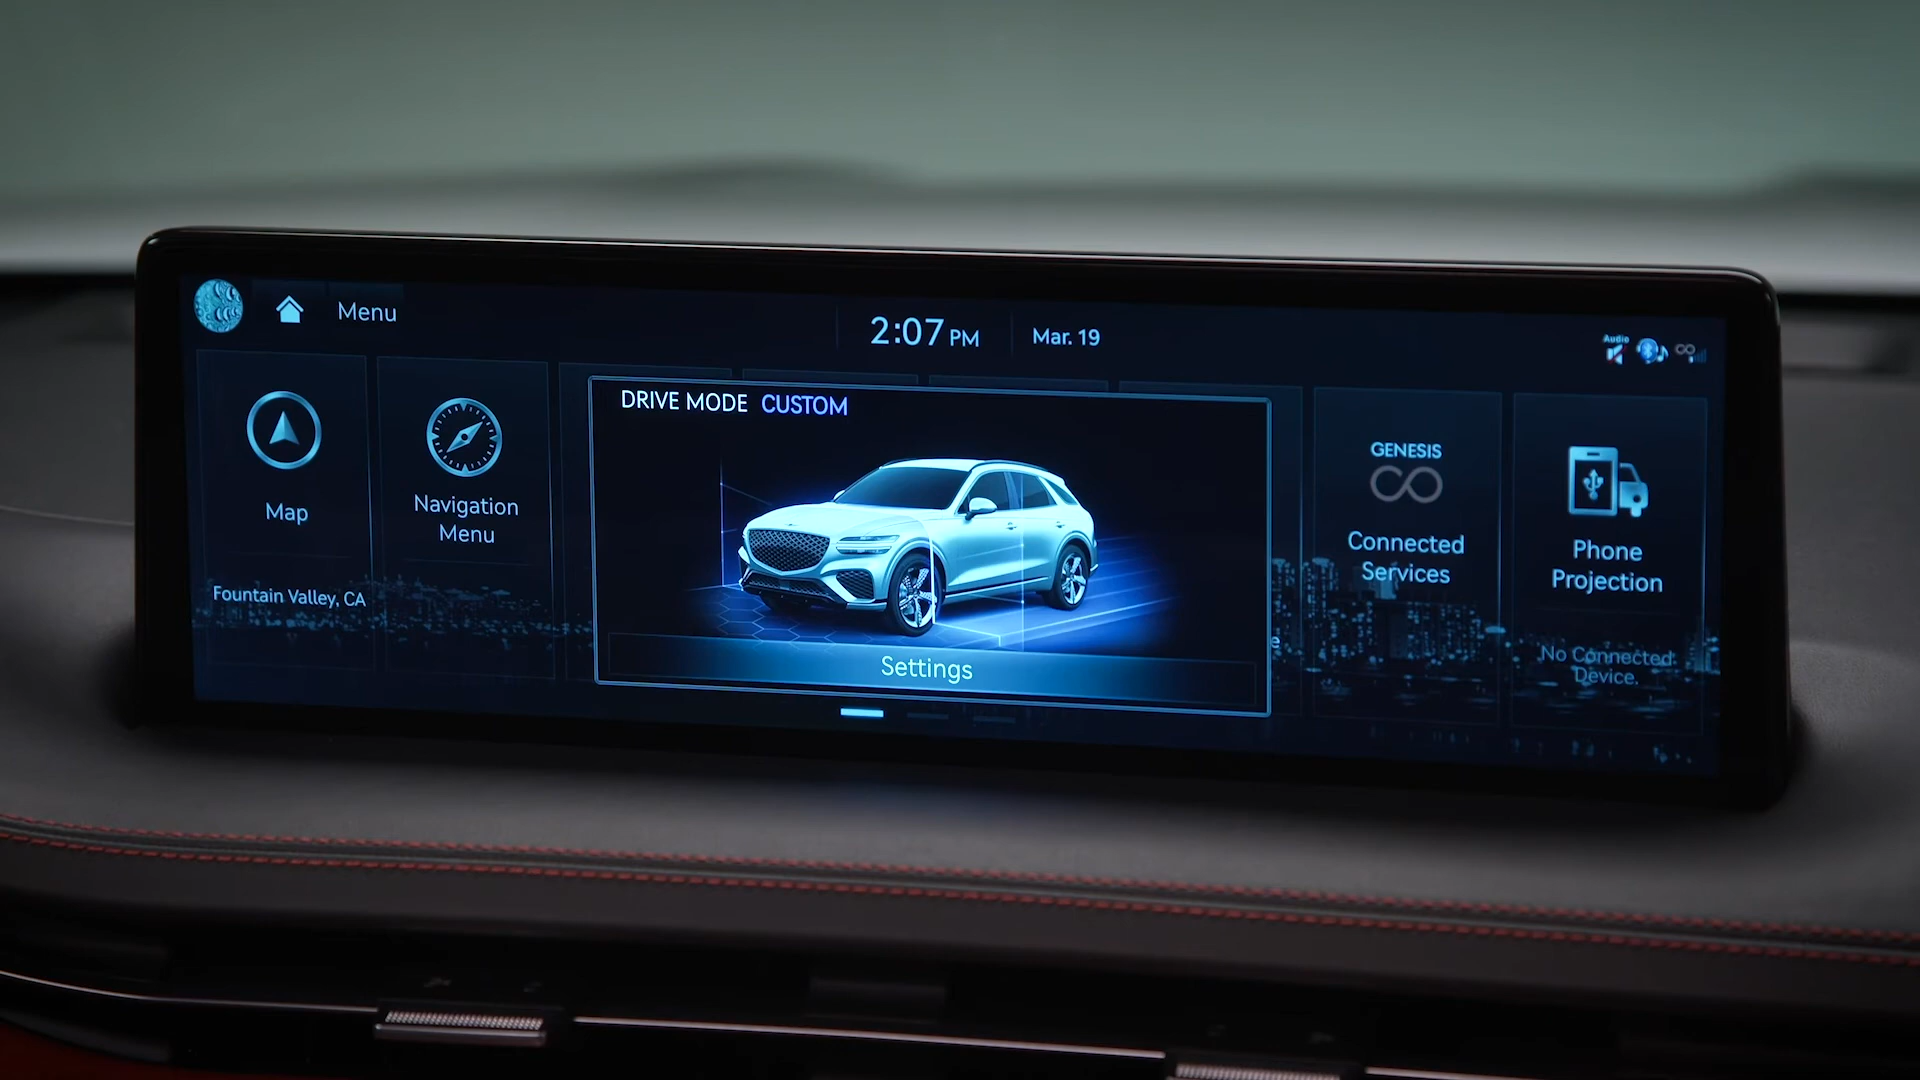 Menu
2:07 PM
Mar. 19
Audio
DRIVE MODE CUSTOM
Map
Fountain Valley, CA
Navigation
Menu
Settings
e
GENESIS
Connected
Services
Phone
Projection
No Connected
Device.